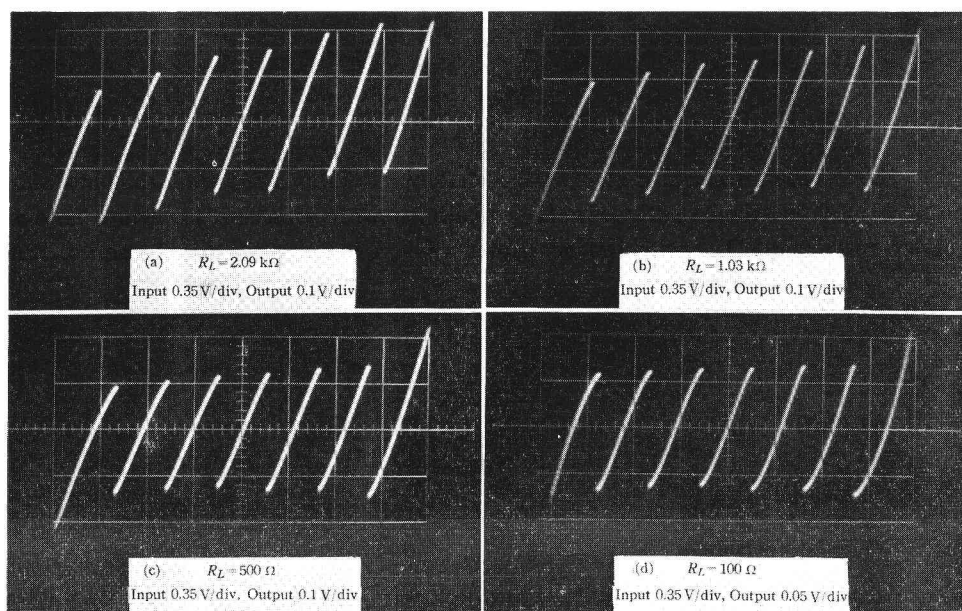 (a) R_L=2.09 kΩ
Input 0.35 V/div, Output 0.1 V/div
(b) R_L=1.03 kΩ
Input 0.35 V/div, Output 0.1 V/div
(c) R_L=500 Ω
Input 0.35 V/div, Output 0.1 V/div
(d) R_L=100 Ω
Input 0.35 V/div, Output 0.05 V/div